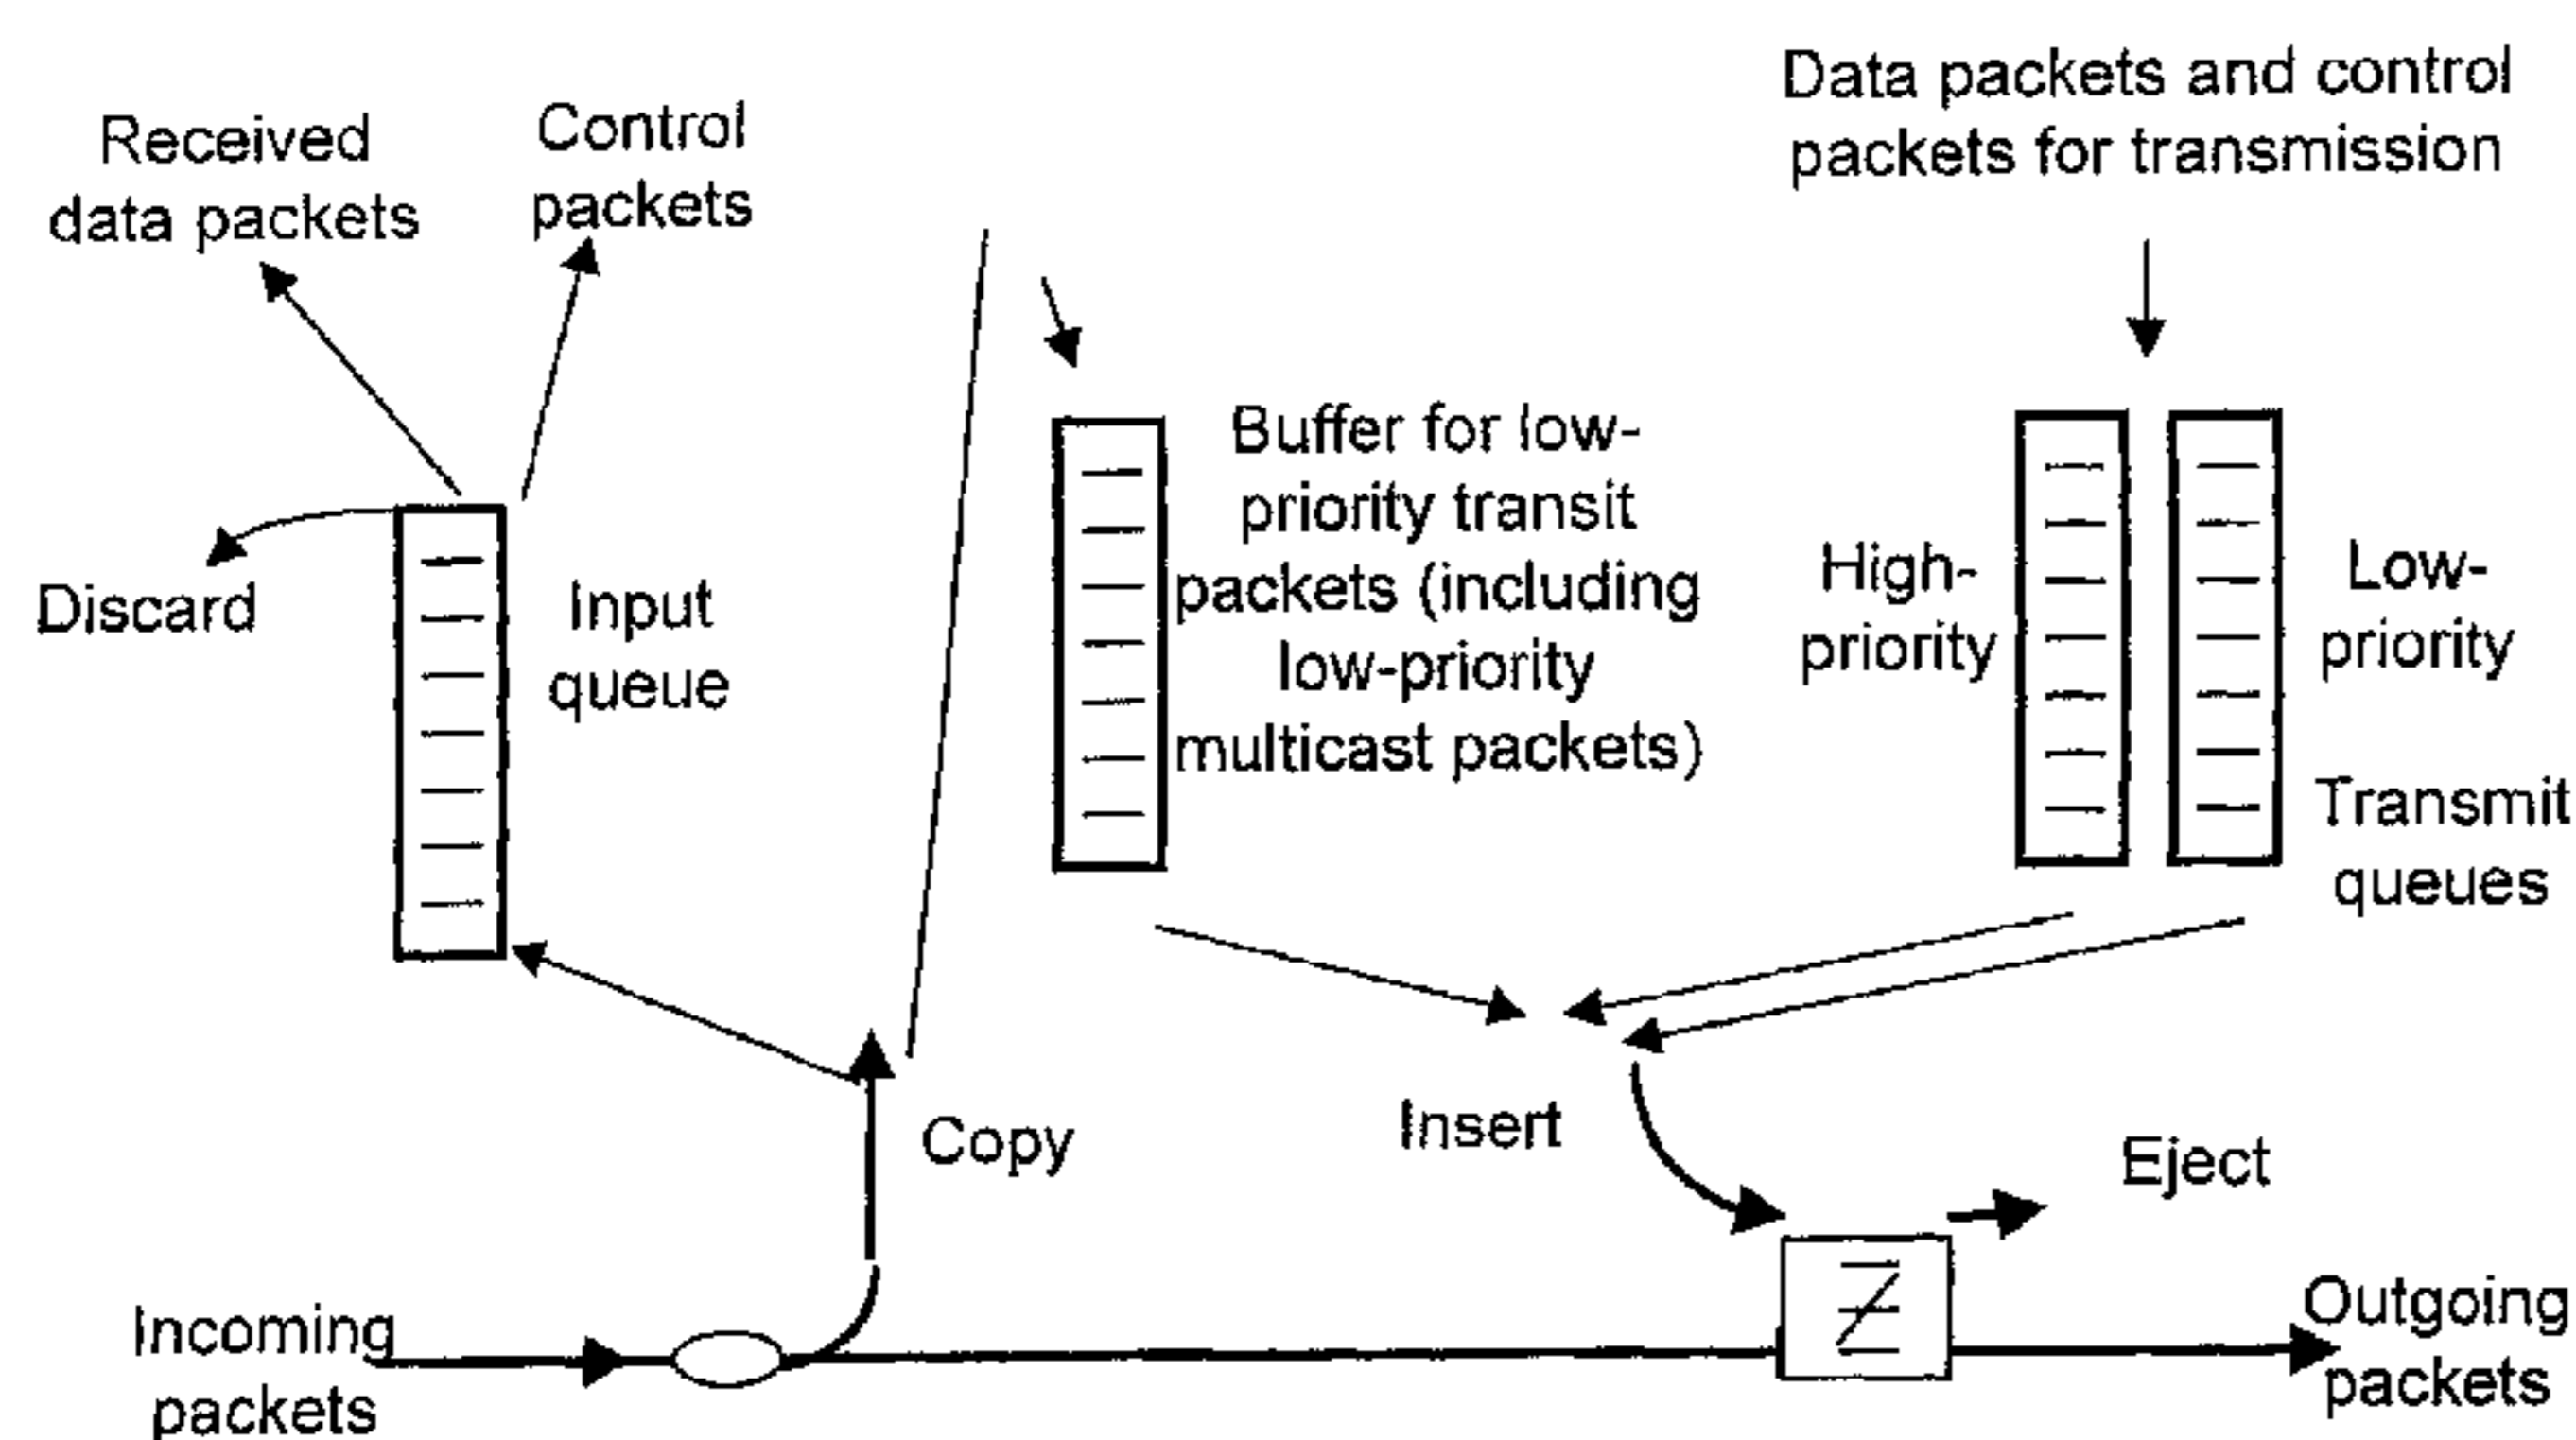 Data packets and control
packets for transmission
Received
data packets
Control
packets
Buffer for low-
priority transit
packets (including
low-priority
multicast packets)
High-
priority
Low-
priority
Discard
Input
queue
Transmit
queues
Copy
Insert
Eject
Incoming
packets
Outgoing
packets